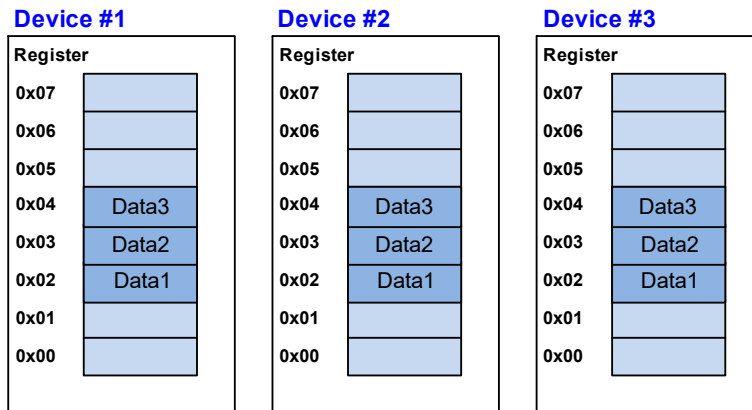 Device #1
Device #2
Device #3
Register
Register
Register
0x07
0x07
0x07
0x06
0x06
0x06
0x05
0x05
0x05
0x04 Data3
0x04 Data3
0x04 Data3
0x03 Data2
0x03 Data2
0x03 Data2
0x02 Data1
0x02 Data1
0x02 Data1
0x01
0x01
0x01
0x00
0x00
0x00